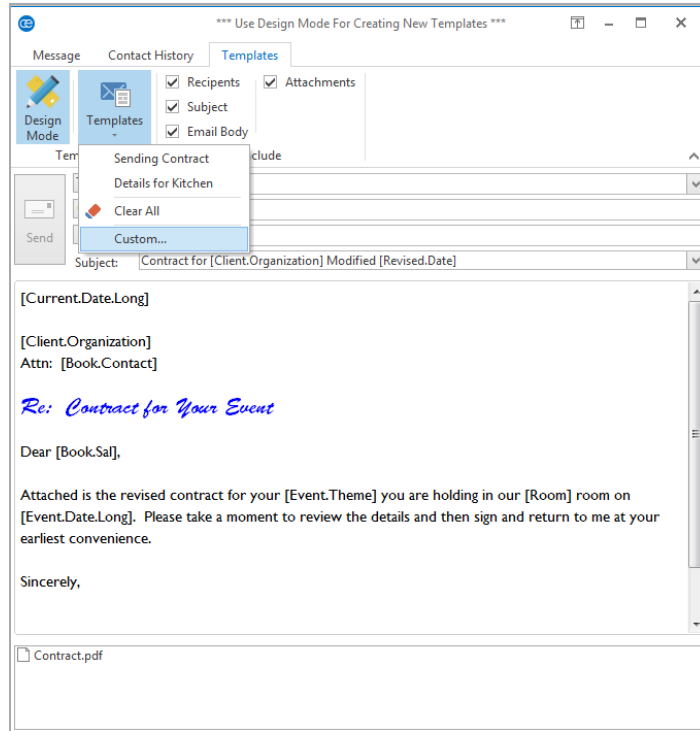 œ
*** Use Design Mode For Creating New Templates ***
Message Contact History Templates
Design Mode
Templates
Recipents
Attachments
Subject
Email Body
Tem
clude
Sending Contract
Details for Kitchen
Clear All
Custom...
Send
Subject: Contract for [Client.Organization] Modified [Revised.Date]
[Current.Date.Long]
[Client.Organization]
Attn: [Book.Contact]
Re: Contract for Your Event
Dear [Book.Sal],
Attached is the revised contract for your [Event.Theme] you are holding in our [Room] room on
[Event.Date.Long]. Please take a moment to review the details and then sign and return to me at your
earliest convenience.
Sincerely,
Contract.pdf